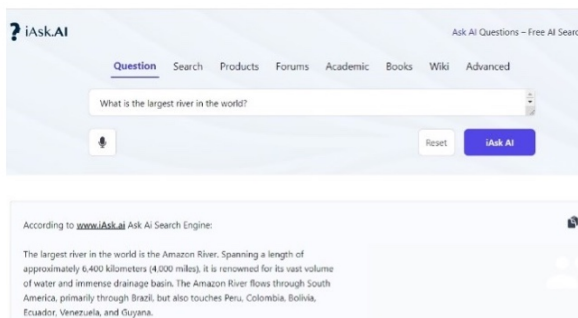 ? iAsk.AI
Ask AI Questions – Free AI Searc
Question Search Products Forums Academic Books Wiki Advanced
What is the largest river in the world?
Reset iAsk AI
According to www.iAsk.ai Ask Ai Search Engine:
The largest river in the world is the Amazon River. Spanning a length of
approximately 6,400 kilometers (4,000 miles), it is renowned for its vast volume
of water and immense drainage basin. The Amazon River flows through South
America, primarily through Brazil, but also touches Peru, Colombia, Bolivia,
Ecuador, Venezuela, and Guyana.